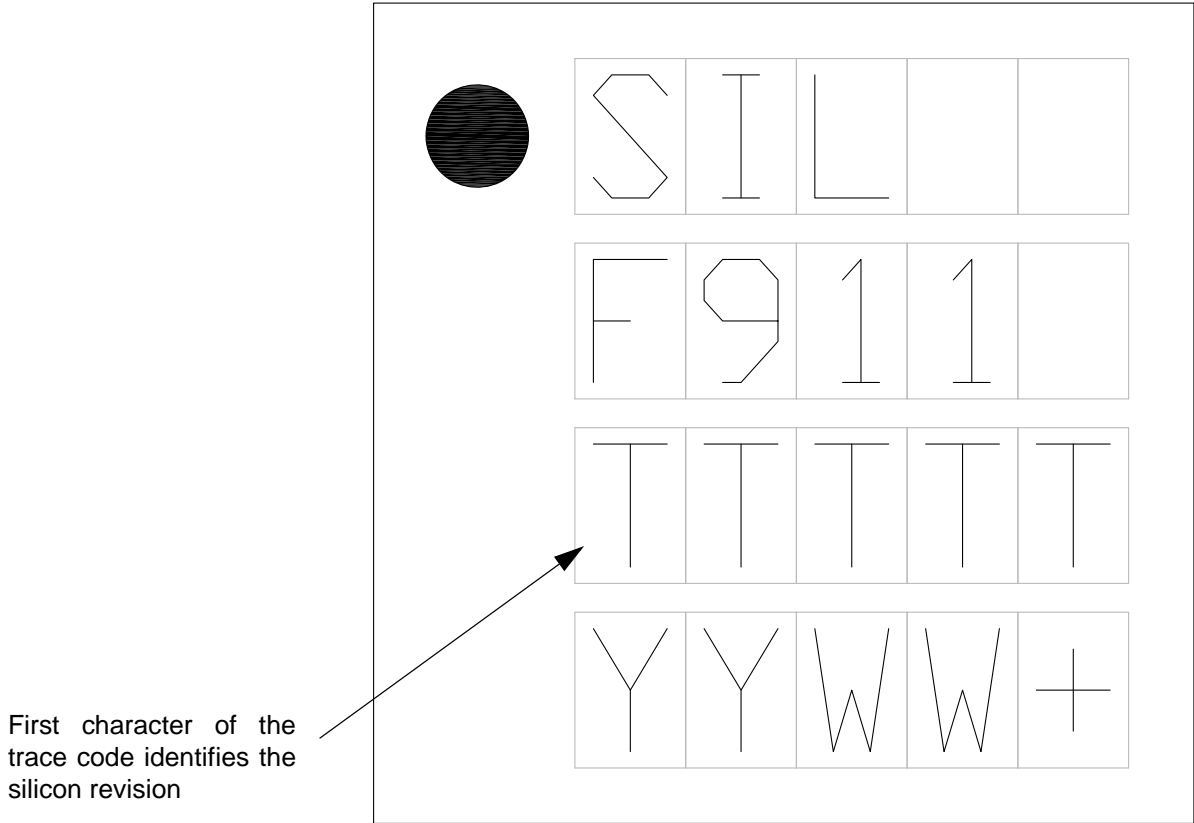 SIL
F911
TTTTT
YYWW+
First character of the
trace code identifies the
silicon revision